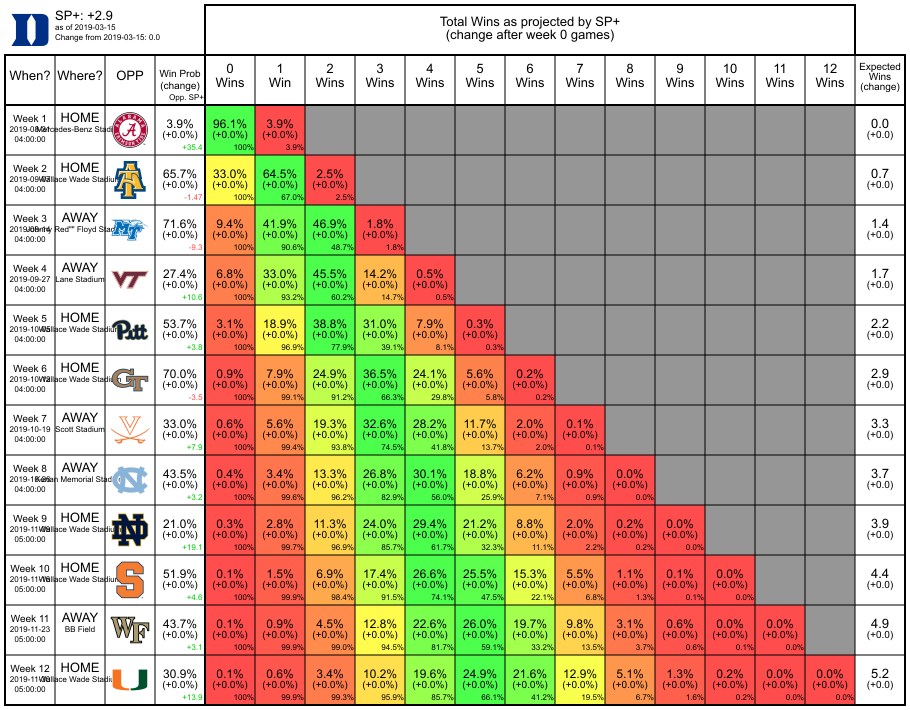 SP+: +2.9
as of 2019-03-15
Change from 2019-03-15: 0.0
Total Wins as projected by SP+
(change after week 0 games)
When? Where? OPP Win Prob (change) Opp. SP+ 0 Wins 1 Win 2 Wins 3 Wins 4 Wins 5 Wins 6 Wins 7 Wins 8 Wins 9 Wins 10 Wins 11 Wins 12 Wins Expected Wins (change)
Week 1 HOME 3.9% 96.1% 3.9% 0.0
Mercedes-Benz (+0.0%) (+0.0%) (+0.0%) (+0.0)
04:00:00 +35.4 100% 3.9%
Week 2 HOME 65.7% 33.0% 64.5% 2.5% 0.7
Wallace Wade Stadium (+0.0%) (+0.0%) (+0.0%) (+0.0%) (+0.0)
04:00:00 -1.47 100% 67.0% 2.5%
Week 3 AWAY MT 71.6% 9.4% 41.9% 46.9% 1.8% 1.4
Red"" Floyd (+0.0%) (+0.0%) (+0.0%) (+0.0%) (+0.0%) (+0.0)
04:00:00 -9.3 100% 90.6% 48.7% 1.8%
Week 4 AWAY VT 27.4% 6.8% 33.0% 45.5% 14.2% 0.5% 1.7
2019-09-27 Lane Stadium (+0.0%) (+0.0%) (+0.0%) (+0.0%) (+0.0%) (+0.0%) (+0.0)
04:00:00 +10.6 100% 93.2% 60.2% 14.7% 0.5%
Week 5 HOME Pitt 53.7% 3.1% 18.9% 38.8% 31.0% 7.9% 0.3% 2.2
Wallace Wade Stadium (+0.0%) (+0.0%) (+0.0%) (+0.0%) (+0.0%) (+0.0%) (+0.0%) (+0.0)
04:00:00 +3.8 100% 96.9% 77.9% 39.1% 8.1% 0.3%
Week 6 HOME GT 70.0% 0.9% 7.9% 24.9% 36.5% 24.1% 5.6% 0.2% 2.9
Wallace Wade Stadium (+0.0%) (+0.0%) (+0.0%) (+0.0%) (+0.0%) (+0.0%) (+0.0%) (+0.0%) (+0.0)
04:00:00 -3.5 100% 99.1% 91.2% 66.3% 29.8% 5.8% 0.2%
Week 7 AWAY 33.0% 0.6% 5.6% 19.3% 32.6% 28.2% 11.7% 2.0% 0.1% 3.3
2019-10-19 Scott Stadium (+0.0%) (+0.0%) (+0.0%) (+0.0%) (+0.0%) (+0.0%) (+0.0%) (+0.0%) (+0.0%) (+0.0)
04:00:00 +7.9 100% 99.4% 93.8% 74.5% 41.8% 13.7% 2.0% 0.1%
Week 8 AWAY NC 43.5% 0.4% 3.4% 13.3% 26.8% 30.1% 18.8% 6.2% 0.9% 0.0% 3.7
Kenan Memorial (+0.0%) (+0.0%) (+0.0%) (+0.0%) (+0.0%) (+0.0%) (+0.0%) (+0.0%) (+0.0%) (+0.0%) (+0.0)
04:00:00 +3.2 100% 99.6% 96.2% 82.9% 56.0% 25.9% 7.1% 0.9% 0.0%
Week 9 HOME ND 21.0% 0.3% 2.8% 11.3% 24.0% 29.4% 21.2% 8.8% 2.0% 0.2% 0.0% 3.9
Wallace Wade Stadium (+0.0%) (+0.0%) (+0.0%) (+0.0%) (+0.0%) (+0.0%) (+0.0%) (+0.0%) (+0.0%) (+0.0%) (+0.0%) (+0.0)
05:00:00 +19.1 100% 99.7% 96.9% 85.7% 61.7% 32.3% 11.1% 2.2% 0.2% 0.0%
Week 10 HOME S 51.9% 0.1% 1.5% 6.9% 17.4% 26.6% 25.5% 15.3% 5.5% 1.1% 0.1% 0.0% 4.4
Wallace Wade Stadium (+0.0%) (+0.0%) (+0.0%) (+0.0%) (+0.0%) (+0.0%) (+0.0%) (+0.0%) (+0.0%) (+0.0%) (+0.0%) (+0.0%) (+0.0)
05:00:00 +4.6 100% 99.9% 98.4% 91.5% 74.1% 47.5% 22.1% 6.8% 1.3% 0.1% 0.0%
Week 11 AWAY WF 43.7% 0.1% 0.9% 4.5% 12.8% 22.6% 26.0% 19.7% 9.8% 3.1% 0.6% 0.0% 0.0% 4.9
2019-11-23 BB Field (+0.0%) (+0.0%) (+0.0%) (+0.0%) (+0.0%) (+0.0%) (+0.0%) (+0.0%) (+0.0%) (+0.0%) (+0.0%) (+0.0%) (+0.0%) (+0.0)
05:00:00 +3.1 100% 99.9% 99.0% 94.5% 81.7% 59.1% 33.2% 13.5% 3.7% 0.6% 0.1% 0.0%
Week 12 HOME 30.9% 0.1% 0.6% 3.4% 10.2% 19.6% 24.9% 21.6% 12.9% 5.1% 1.3% 0.2% 0.0% 0.0% 5.2
Wallace Wade Stadium (+0.0%) (+0.0%) (+0.0%) (+0.0%) (+0.0%) (+0.0%) (+0.0%) (+0.0%) (+0.0%) (+0.0%) (+0.0%) (+0.0%) (+0.0%) (+0.0%) (+0.0)
05:00:00 +13.9 100% 99.9% 99.3% 95.9% 85.7% 66.1% 41.2% 19.5% 6.7% 1.6% 0.2% 0.0% 0.0%